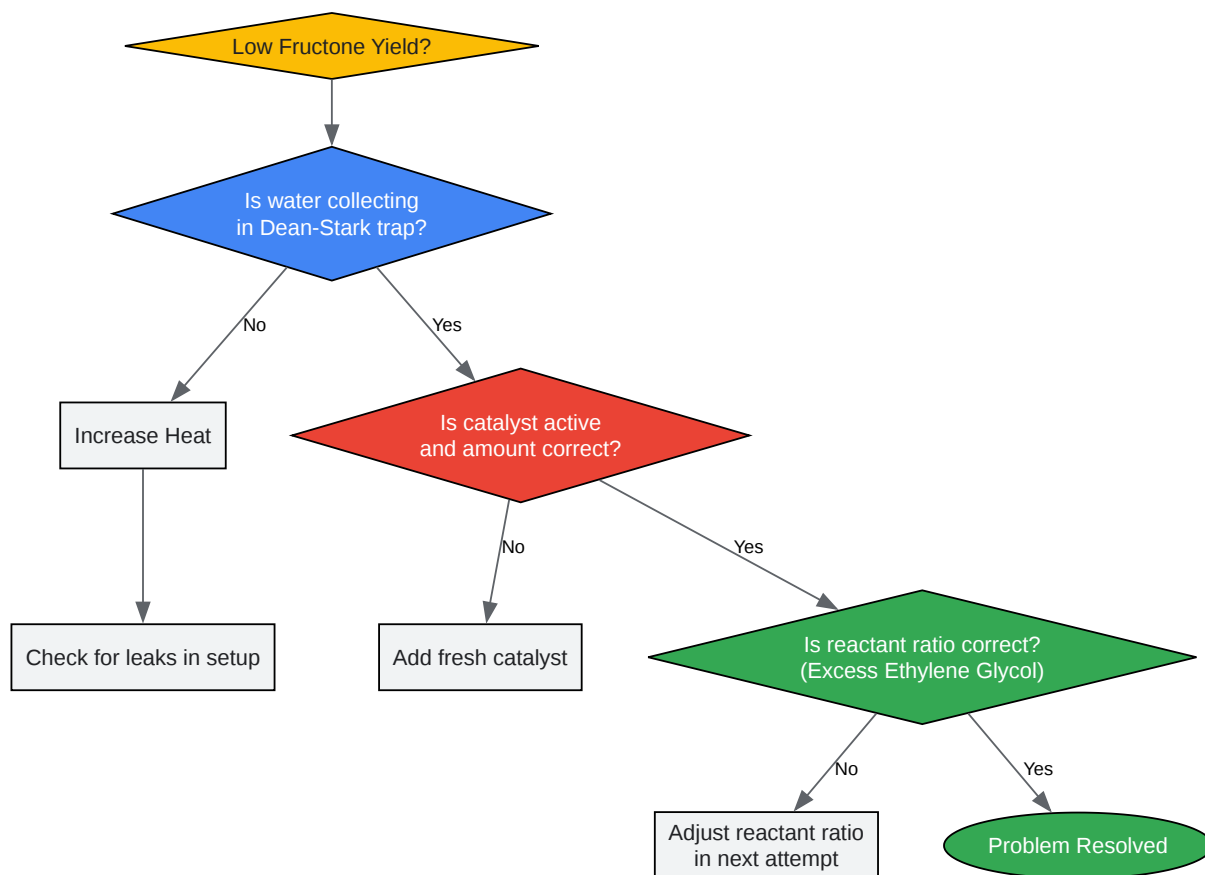 Low Fructone Yield?
Is water collecting
in Dean-Stark trap?
No
Yes
Increase Heat
Is catalyst active
and amount correct?
No
Yes
Check for leaks in setup
Add fresh catalyst
Is reactant ratio correct?
(Excess Ethylene Glycol)
No
Yes
Adjust reactant ratio
in next attempt
Problem Resolved